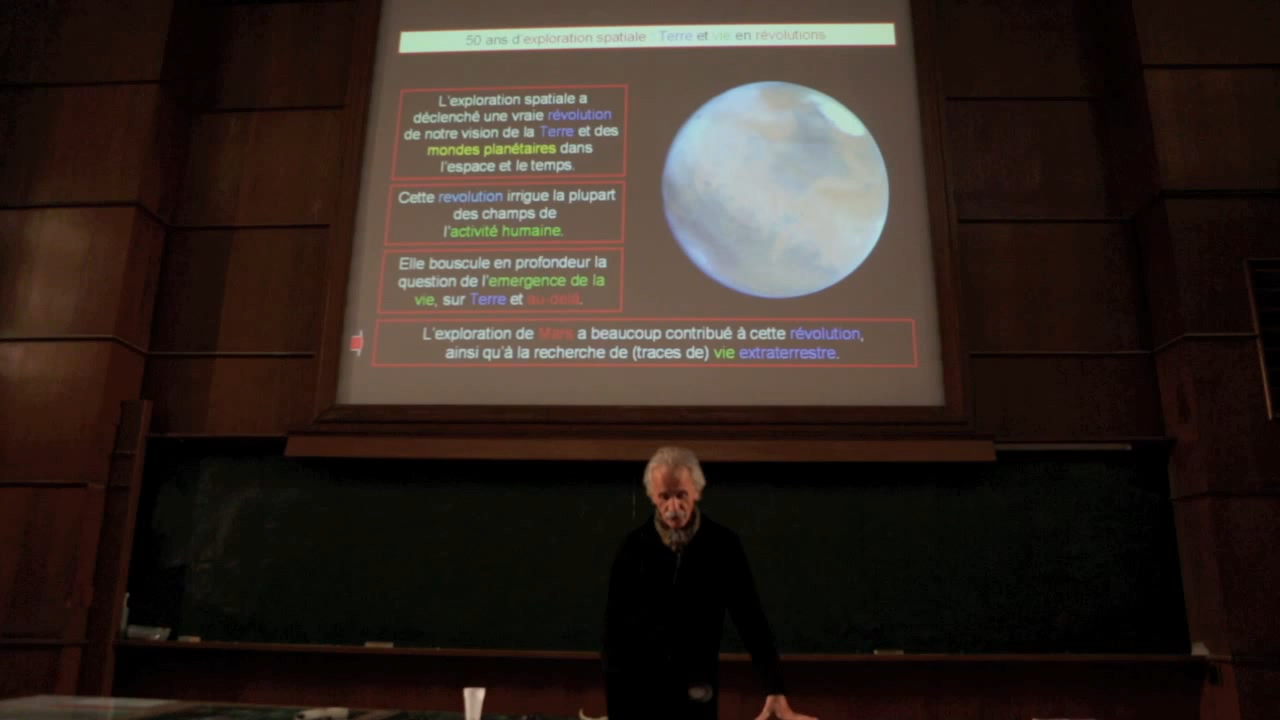 50 ans d'exploration spatiale : Terre et vie en révolutions
L'exploration spatiale a
déclenché une vraie révolution
de notre vision de la Terre et des
mondes planétaires dans
l'espace et le temps.
Cette revolution irrigue la plupart
des champs de
l'activité humaine.
Elle bouscule en profondeur la
question de l'emergence de la
vie, sur Terre et au-delà.
L'exploration de Mars a beaucoup contribué à cette révolution,
ainsi qu'à la recherche de (traces de) vie extraterrestre.